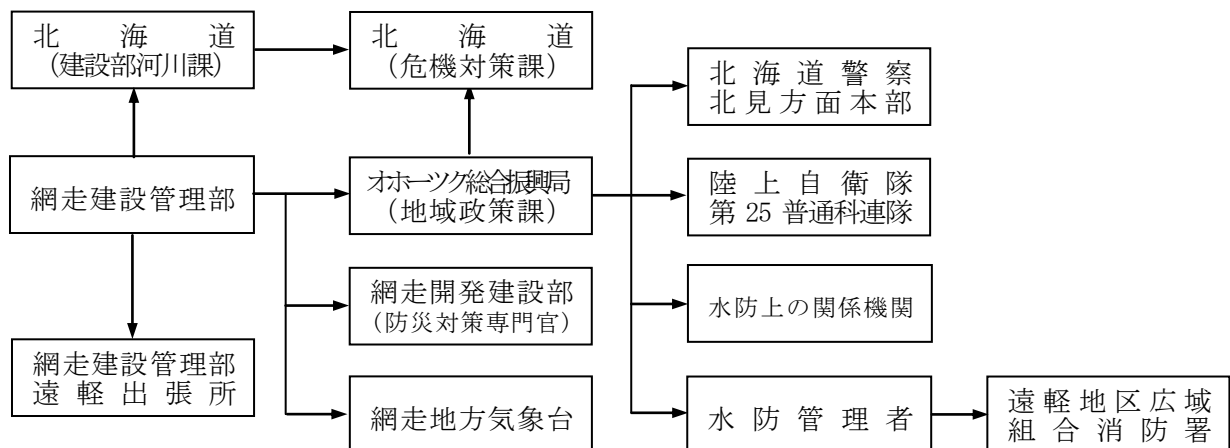 北海道
(建設部河川課)
北海道
(危機対策課)
北海道警察
北見方面本部
網走建設管理部
オホーツク総合振興局
(地域政策課)
陸上自衛隊
第25普通科連隊
網走開発建設部
(防災対策専門官)
水防上の関係機関
網走建設管理部
遠軽出張所
網走地方気象台
水防管理者
遠軽地区広域
組合消防署